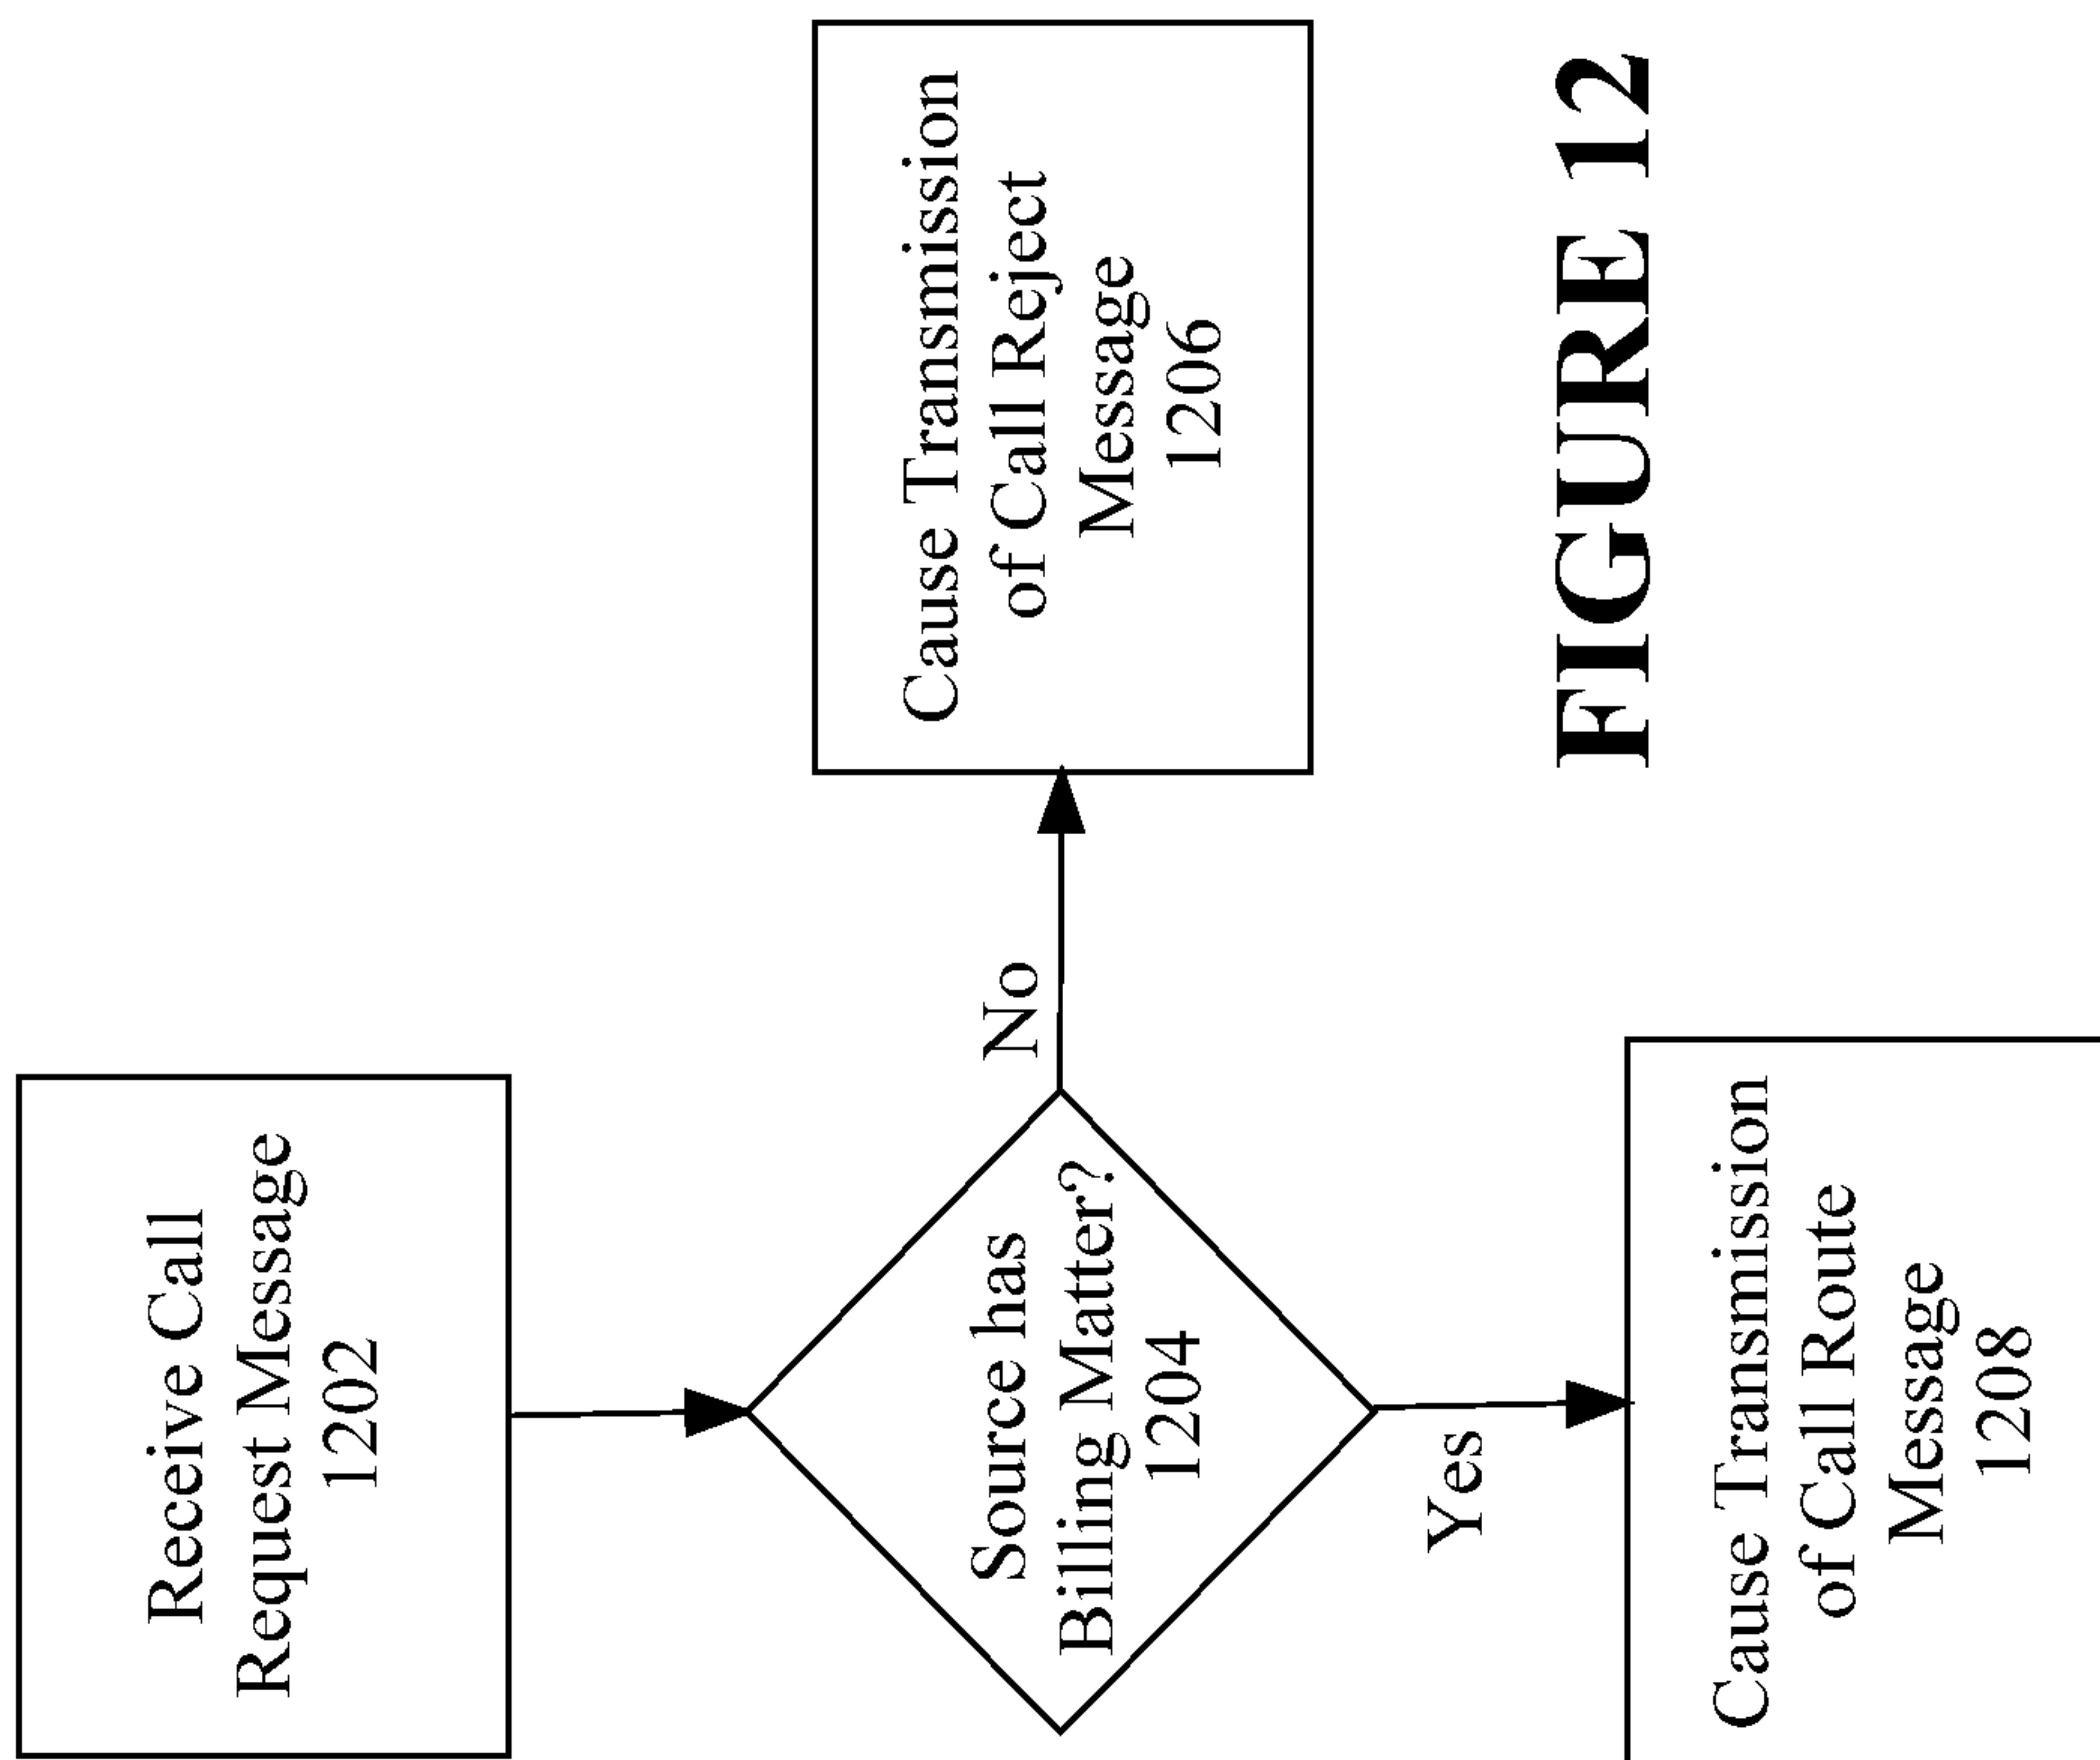 Receive Call
Request Message
1202
Source has
Billing Matter?
1204
No
Cause Transmission
of Call Reject
Message
1206
Yes
Cause Transmission
of Call Route
Message
1208
FIGURE 12